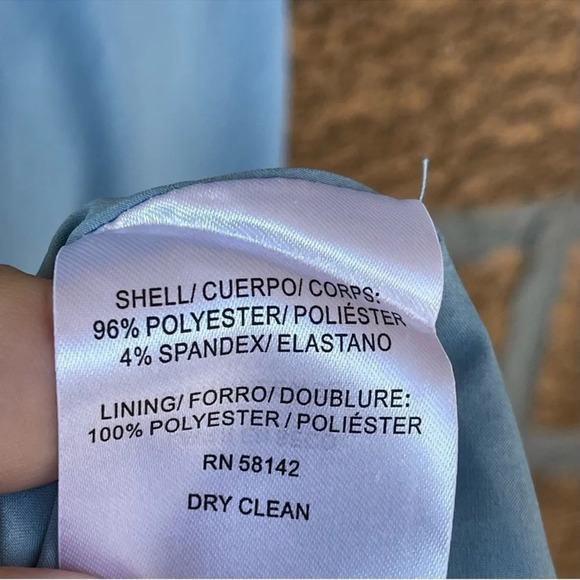 SHELL/ CUERPO/ CORPS:
96% POLYESTER/ POLIÉSTER
4% SPANDEX/ ELASTANO
LINING/ FORRO/ DOUBLURE:
100% POLYESTER / POLIÉSTER
RN 58142
DRY CLEAN